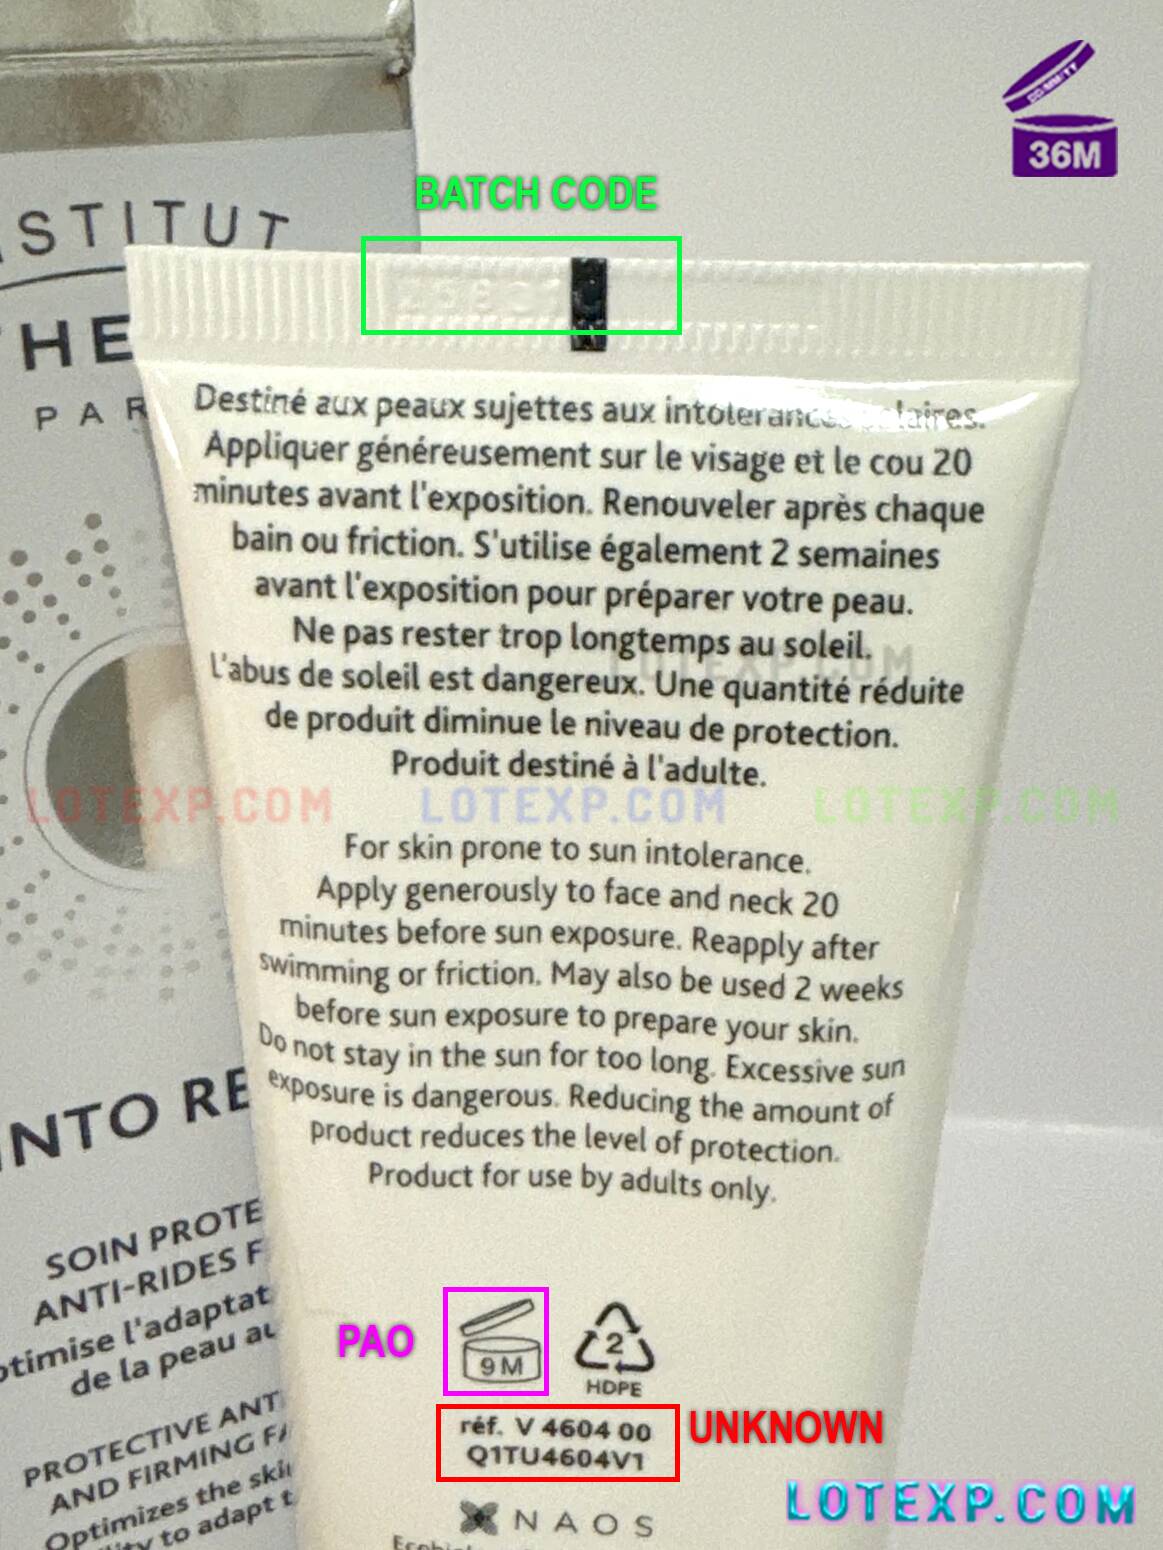 36M
BATCH CODE
STITUT
HE
PAR
Destiné aux peaux sujettes aux intolérances solaires.
Appliquer généreusement sur le visage et le cou 20
minutes avant l'exposition. Renouveler après chaque
bain ou friction. S'utilise également 2 semaines
avant l'exposition pour préparer votre peau.
Ne pas rester trop longtemps au soleil.
L'abus de soleil est dangereux. Une quantité réduite
de produit diminue le niveau de protection.
Produit destiné à l'adulte.
LOTEXP.COM
LOTEXP.COM LOTEXP.COM LOTEXP.COM
For skin prone to sun intolerance.
Apply generously to face and neck 20
minutes before sun exposure. Reapply after
swimming or friction. May also be used 2 weeks
before sun exposure to prepare your skin.
Do not stay in the sun for too long. Excessive sun
exposure is dangerous. Reducing the amount of
product reduces the level of protection.
Product for use by adults only.
NTO RE
SOIN PROTE
ANTI-RIDES F
ptimise l'adaptat
de la peau au
PROTECTIVE ANT
AND FIRMING FA
Optimizes the ski
to adapt t
PAO
9M
2
HDPE
réf. V 4604 00
Q1TU4604V1
UNKNOWN
NAOS
LOTEXP.COM